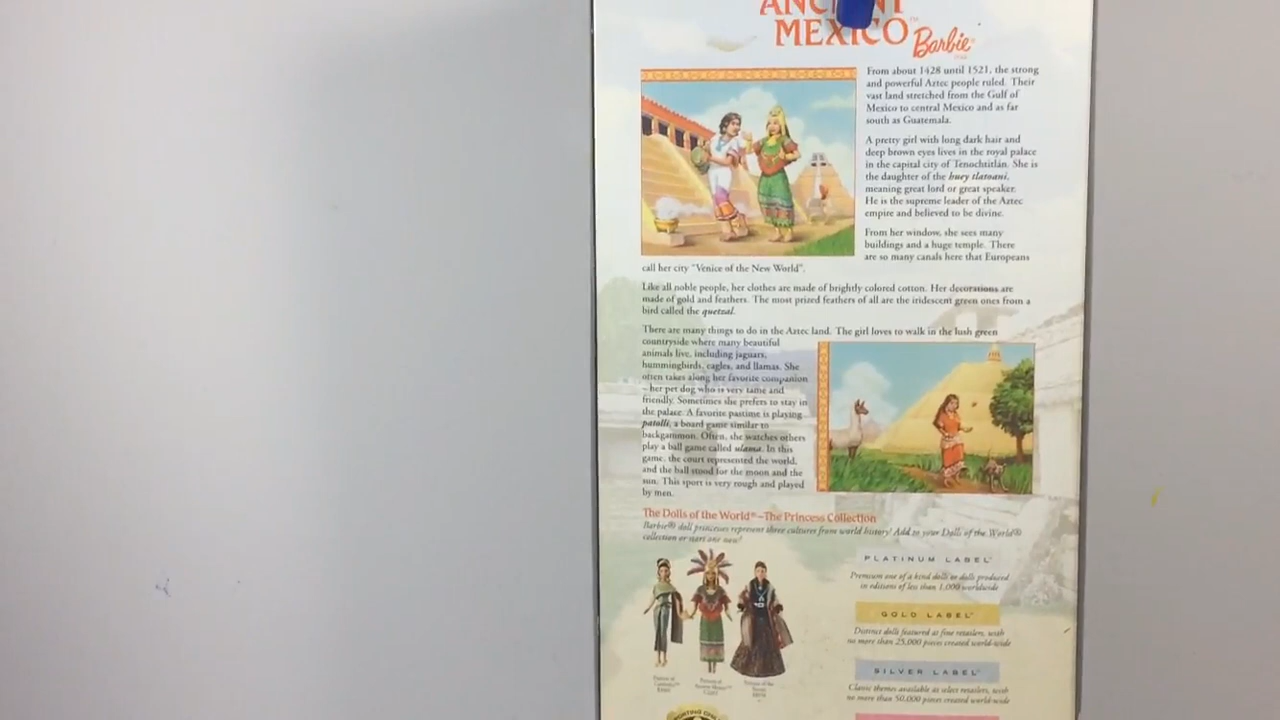 ANCIENT
MEXICO™ Barbie®
From about 1428 until 1521, the strong
and powerful Aztec people ruled. Their
vast land stretched from the Gulf of
Mexico to central Mexico and as far
south as Guatemala.
A pretty girl with long dark hair and
deep brown eyes lives in the royal palace
in the capital city of Tenochtitlán. She is
the daughter of the huey tlatoani,
meaning great lord or great speaker.
He is the supreme leader of the Aztec
empire and believed to be divine.
From her window, she sees many
buildings and a huge temple. There
are so many canals here that Europeans
call her city "Venice of the New World".
Like all noble people, her clothes are made of brightly colored cotton. Her decorations are
made of gold and feathers. The most prized feathers of all are the iridescent green ones from a
bird called the quetzal.
There are many things to do in the Aztec land. The girl loves to walk in the lush green
countryside where many beautiful
animals live, including jaguars,
hummingbirds, eagles, and llamas. She
often takes along her favorite companion
– her pet dog who is very tame and
friendly. Sometimes she prefers to stay in
the palace. A favorite pastime is playing
patolli, a board game similar to
backgammon. Often, she watches others
play a ball game called ulama. In this
game, the court represented the world,
and the ball stood for the moon and the
sun. This sport is very rough and played
by men.
The Dolls of the World®–The Princess Collection
Barbie® doll princesses represent three cultures from world history! Add to your Dolls of the World®
collection or start one now!
PLATINUM LABEL™
Premium one of a kind dolls or dolls produced
in editions of less than 1,000 worldwide
GOLD LABEL™
Distinct dolls featured at fine retailers, with
no more than 25,000 pieces created world-wide
SILVER LABEL™
Classic themes available at select retailers, with
no more than 50,000 pieces created world-wide